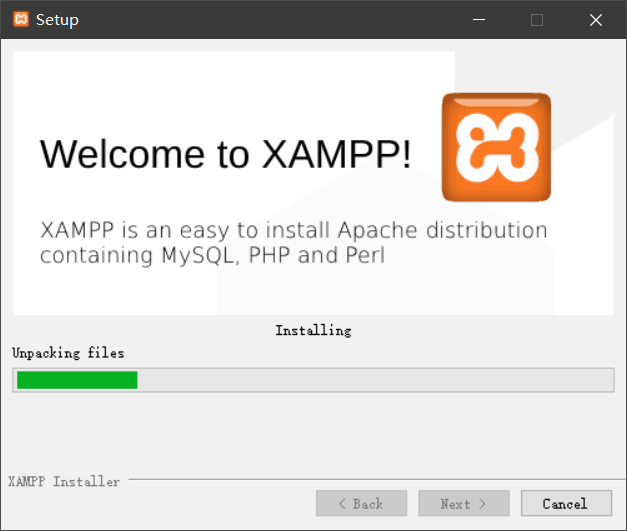 Setup
Welcome to XAMPP!
XAMPP is an easy to install Apache distribution
containing MySQL, PHP and Perl
Installing
Unpacking files
XAMPP Installer
< Back
Next >
Cancel